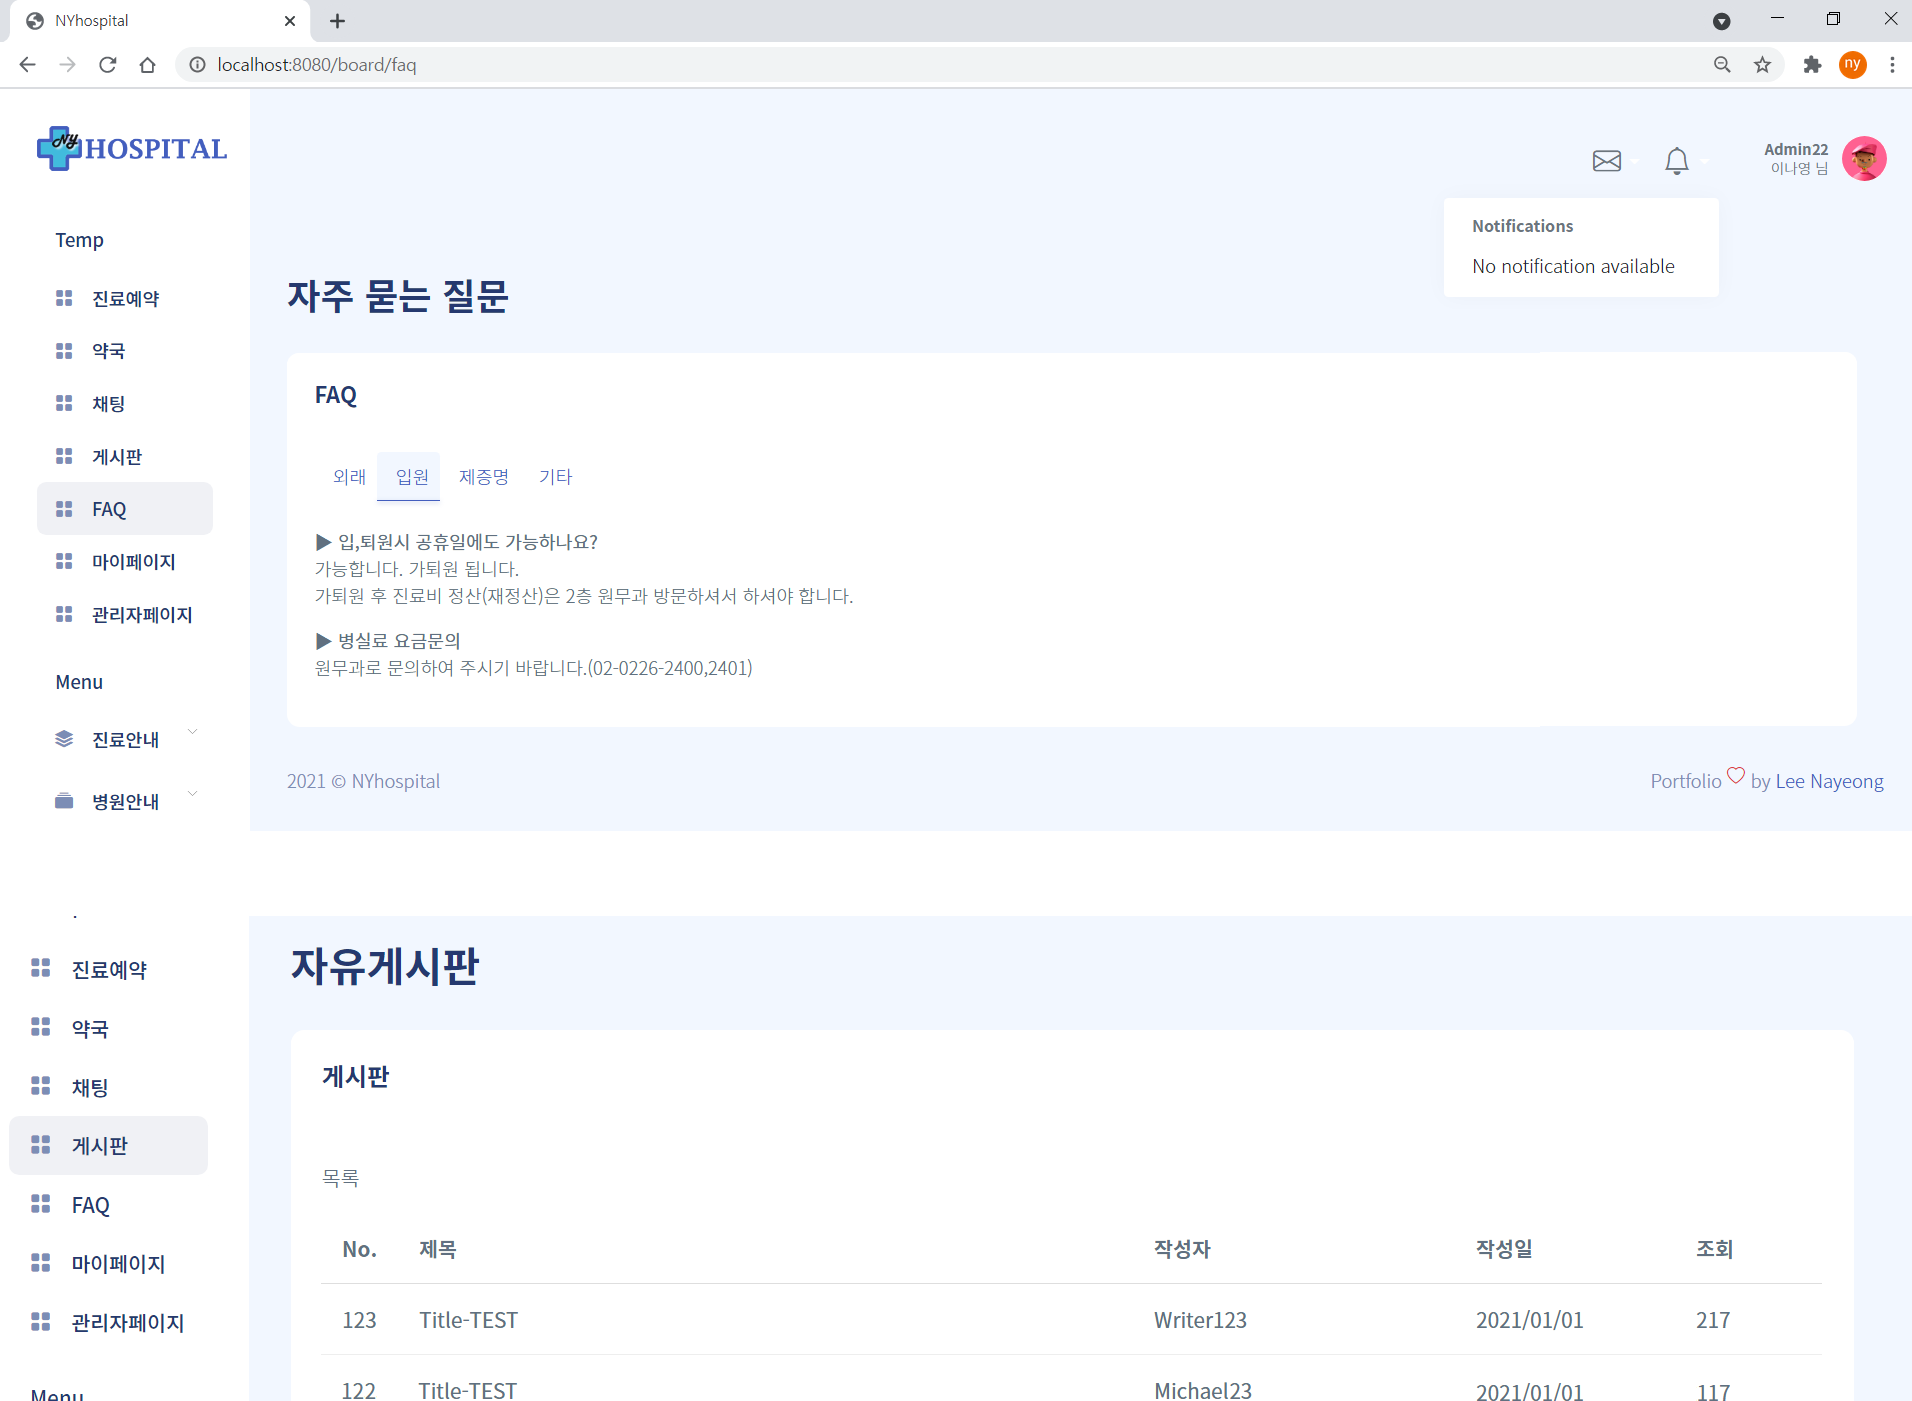 NYhospital
localhost:8080/board/faq
ny
Ny HOSPITAL
Admin22
이나영 님
Notifications
No notification available
Temp
진료예약
약국
채팅
게시판
FAQ
마이페이지
관리자페이지
Menu
진료안내
병원안내
자주 묻는 질문
FAQ
외래 입원 제증명 기타
▶ 입,퇴원시 공휴일에도 가능하나요?
가능합니다. 가퇴원 됩니다.
가퇴원 후 진료비 정산(재정산)은 2층 원무과 방문하셔서 하셔야 합니다.
▶ 병실료 요금문의
원무과로 문의하여 주시기 바랍니다.(02-0226-2400,2401)
2021 © NYhospital
Portfolio ♡ by Lee Nayeong
진료예약
약국
채팅
게시판
FAQ
마이페이지
관리자페이지
Menu
자유게시판
게시판
목록
No. 제목 작성자 작성일 조회
123 Title-TEST Writer123 2021/01/01 217
122 Title-TEST Michael23 2021/01/01 117